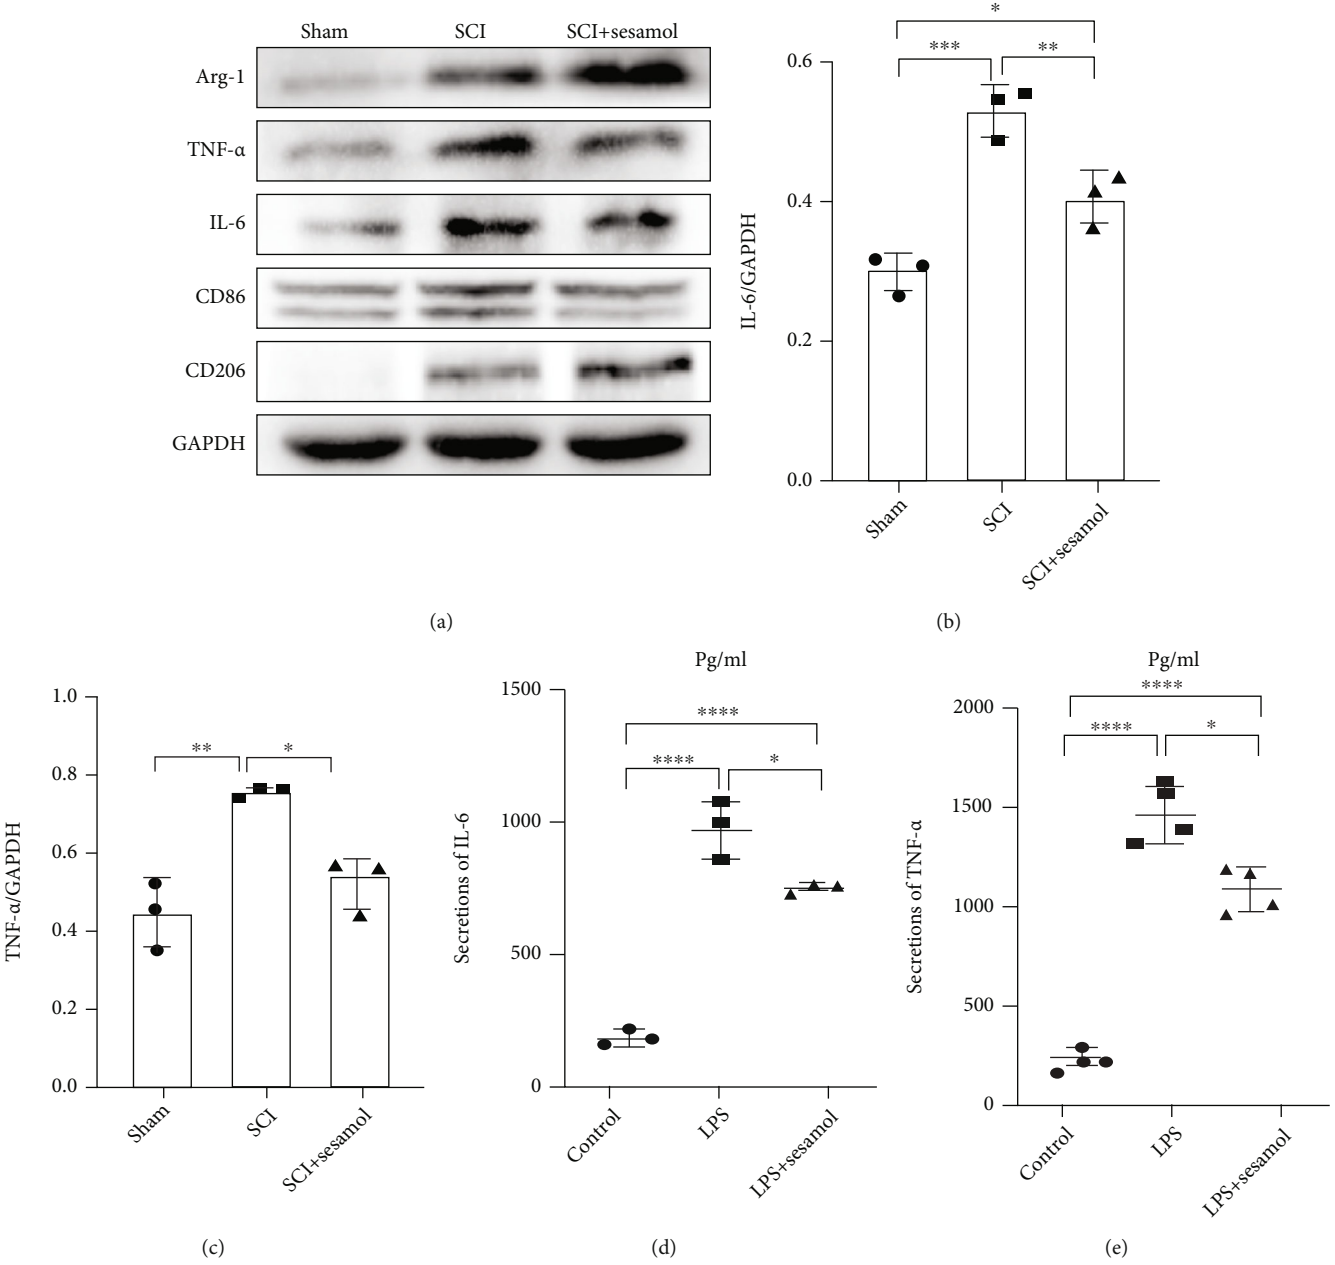 Sham SCI SCI+sesamol
Arg-1
TNF-α
IL-6
CD86
CD206
GAPDH
(a)
*
*** **
0.6
0.4
0.2
0.0
IL-6/GAPDH
Sham
SCI
SCI+sesamol
(b)
1.0
0.8
0.6
0.4
0.2
0.0
TNF-α/GAPDH
** *
Sham
SCI
SCI+sesamol
(c)
Pg/ml
1500
1000
500
0
Secretions of IL-6
****
**** *
Control
LPS
LPS+sesamol
(d)
Pg/ml
2000
1500
1000
500
0
Secretions of TNF-α
****
**** *
Control
LPS
LPS+sesamol
(e)